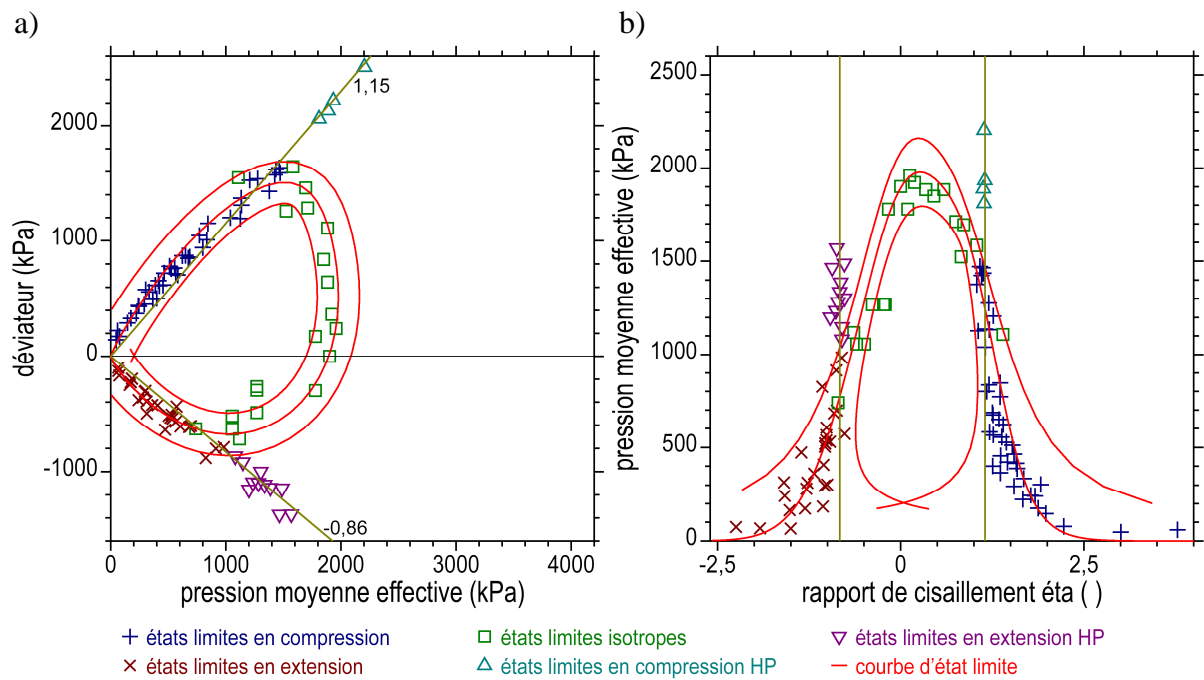 a)
b)
déviateur (kPa)
2000
1000
0
-1000
1,15
-0,86
0
1000
2000
3000
4000
pression moyenne effective (kPa)
pression moyenne effective (kPa)
2500
2000
1500
1000
500
0
-2,5
0
2,5
rapport de cisaillement éta ( )
états limites en compression
états limites isotropes
états limites en extension HP
états limites en extension
états limites en compression HP
courbe d'état limite